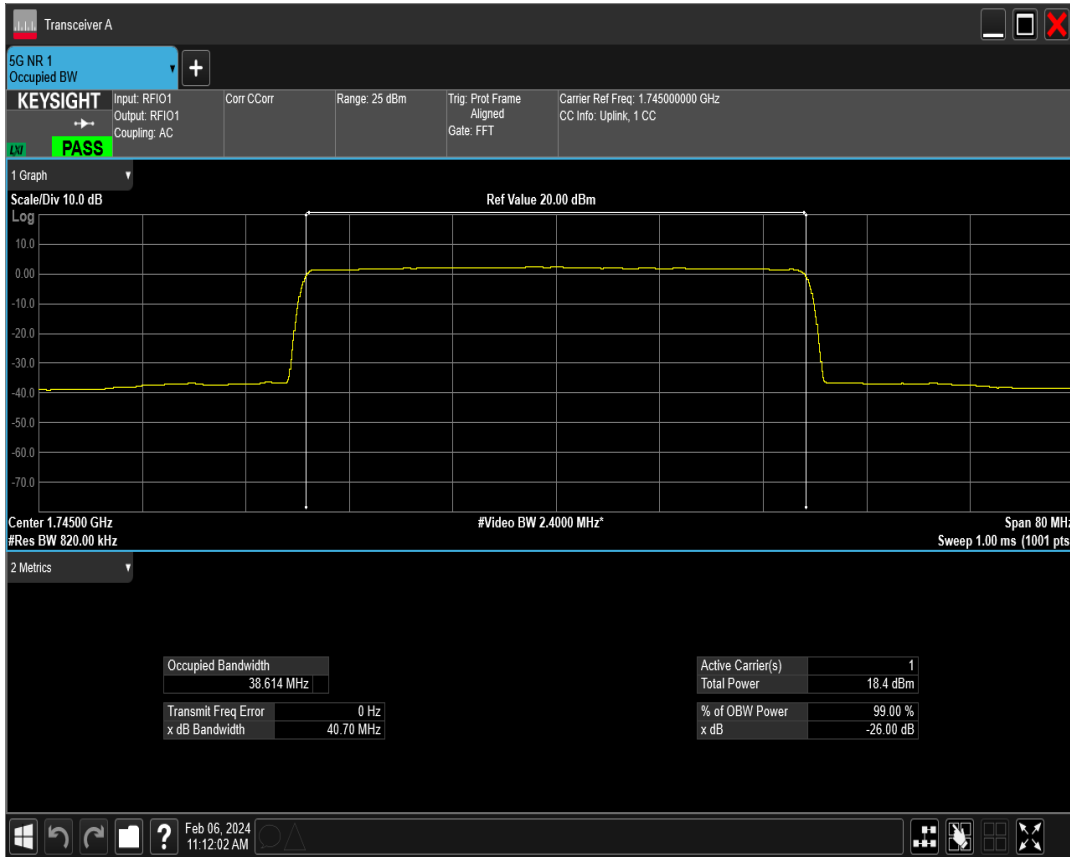 Transceiver A
5G NR 1
Occupied BW
KEYSIGHT
LXI
PASS
Input: RFIO1
Output: RFIO1
Coupling: AC
Corr CCorr
Range: 25 dBm
Trig: Prot Frame
Aligned
Gate: FFT
Carrier Ref Freq: 1.745000000 GHz
CC Info: Uplink, 1 CC
1 Graph
Scale/Div 10.0 dB
Ref Value 20.00 dBm
Log
10.0
0.00
-10.0
-20.0
-30.0
-40.0
-50.0
-60.0
-70.0
Center 1.74500 GHz
#Video BW 2.4000 MHz*
Span 80 MHz
#Res BW 820.00 kHz
Sweep 1.00 ms (1001 pts
2 Metrics
Occupied Bandwidth
38.614 MHz
Transmit Freq Error 0 Hz
x dB Bandwidth 40.70 MHz
Active Carrier(s) 1
Total Power 18.4 dBm
% of OBW Power 99.00 %
x dB -26.00 dB
?
Feb 06, 2024
11:12:02 AM